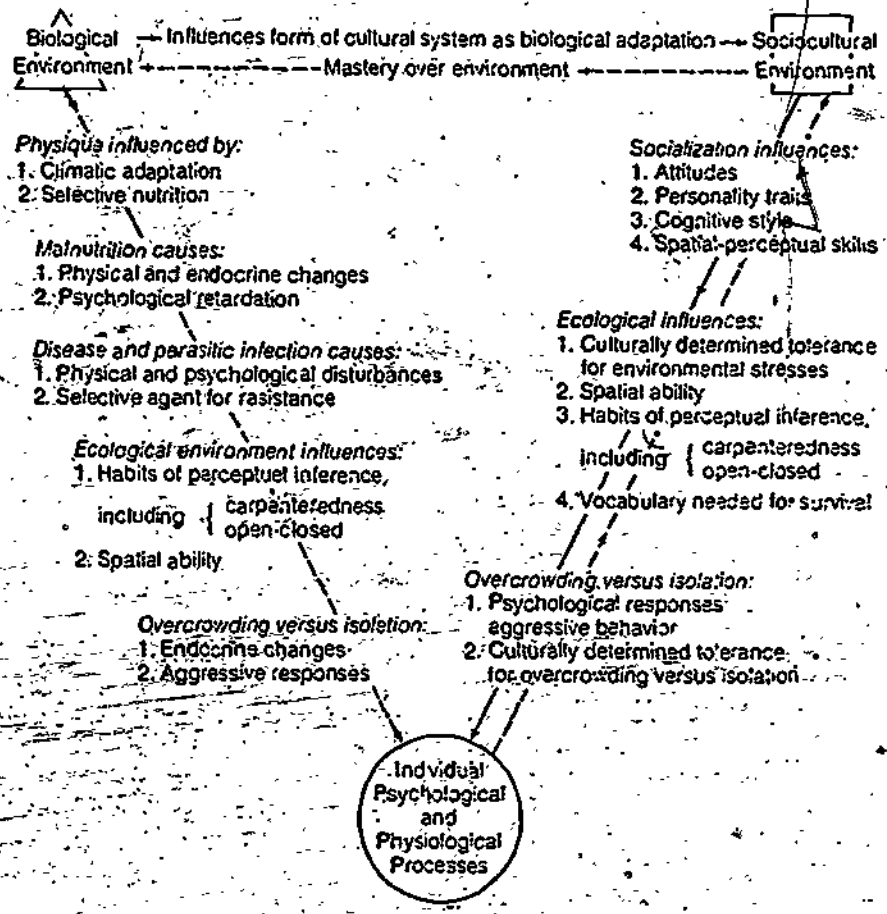 Biological Environment
Influences form of cultural system as biological adaptation
Mastery over environment
Sociocultural Environment
Physique influenced by:
1. Climatic adaptation
2. Selective nutrition
Malnutrition causes:
1. Physical and endocrine changes
2. Psychological retardation
Disease and parasitic infection causes:
1. Physical and psychological disturbances
2. Selective agent for rasistance
Ecological environment influences:
1. Habits of parceptuel inference,
including { carpanteredness
open-closed
2. Spatial ability
Overcrowding versus isoletion:
1. Endocrine changes
2. Aggressive responses
Socialization influences:
1. Attitudes
2. Personality traits
3. Cognitive style
4. Spatial-perceptual skills
Ecological influences:
1. Culturally determined tolerance
for environmental stresses
2. Spatial ability
3. Habits of perceptual inference,
including { carpenteredness
open-closed
4. Vocabulary needed for survival
Overcrowding versus isolation:
1. Psychological responses
aggressive behavior
2. Culturally determined tolerance
for overcrowding versus isolation
Indvidual
Psychological
and
Physiological
Processes